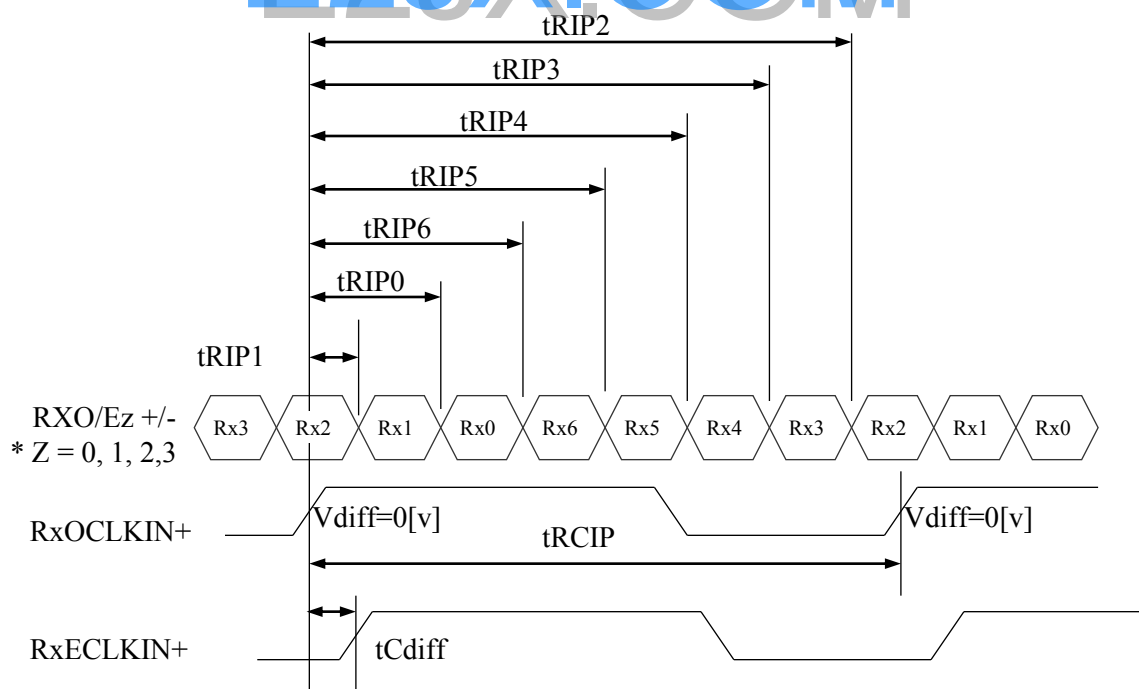 tRIP2
tRIP3
tRIP4
tRIP5
tRIP6
tRIP0
tRIP1
RXO/Ez +/-
* Z = 0, 1, 2,3
Rx3 Rx2 Rx1 Rx0 Rx6 Rx5 Rx4 Rx3 Rx2 Rx1 Rx0
RxOCLKIN+
Vdiff=0[v] Vdiff=0[v]
tRCIP
RxECLKIN+
tCdiff